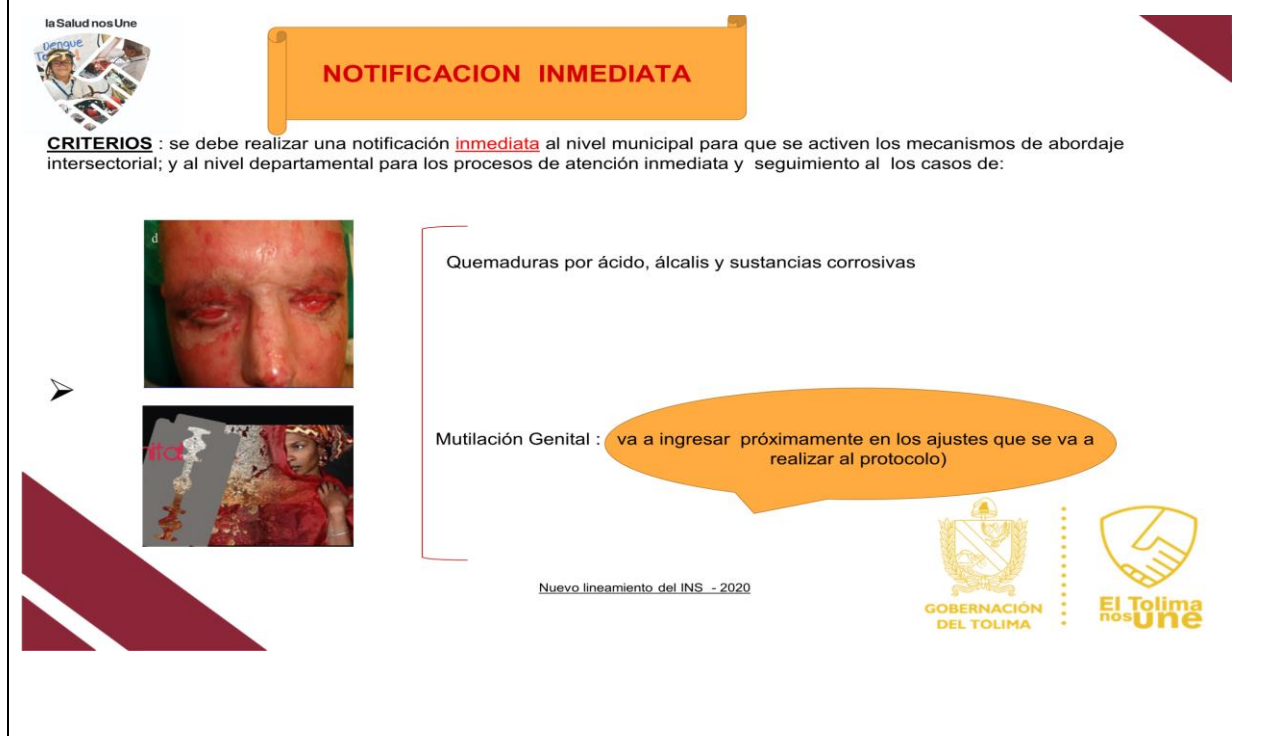 la Salud nos Une
Dengue
NOTIFICACION INMEDIATA
CRITERIOS : se debe realizar una notificación inmediata al nivel municipal para que se activen los mecanismos de abordaje
intersectorial; y al nivel departamental para los procesos de atención inmediata y seguimiento al los casos de:
d
Quemaduras por ácido, álcalis y sustancias corrosivas
Mutilación Genital : va a ingresar próximamente en los ajustes que se va a
realizar al protocolo)
Nuevo lineamiento del INS - 2020
GOBERNACIÓN
DEL TOLIMA
El Tolima
nos une